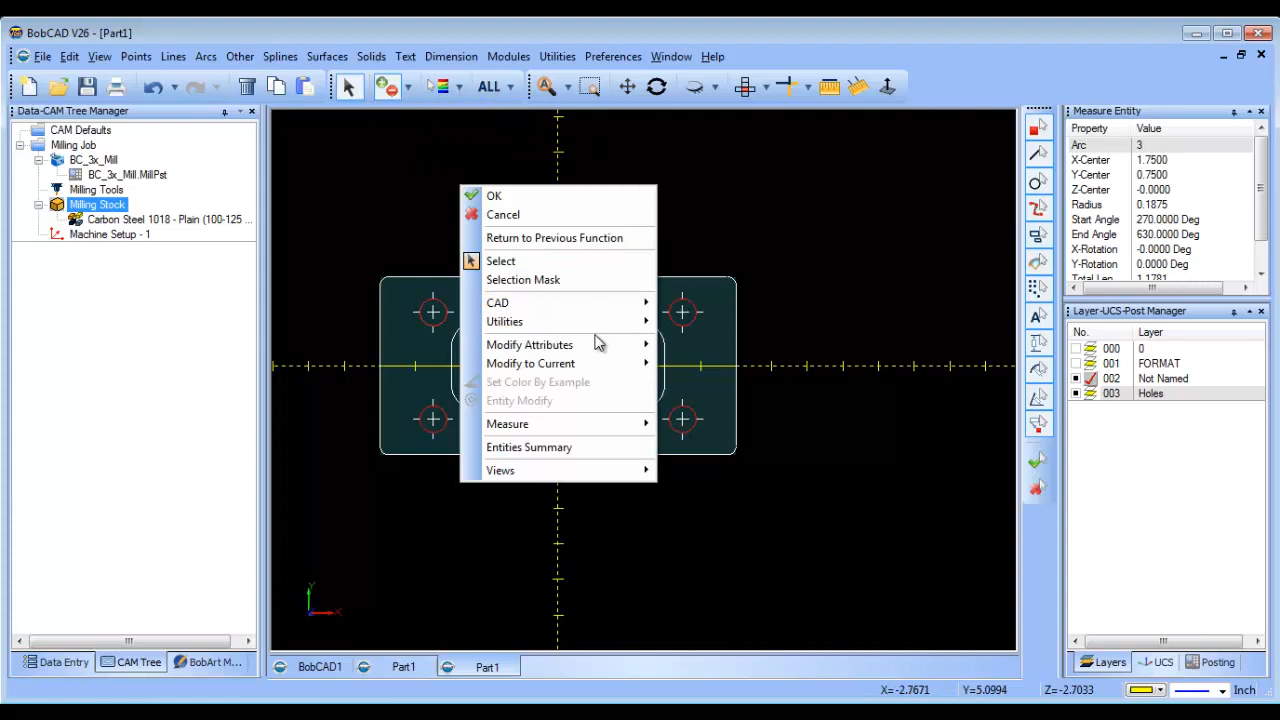 BobCAD V26 - [Part1]
File Edit View Points Lines Arcs Other Splines Surfaces Solids Text Dimension Modules Utilities Preferences Window Help
ALL
Data-CAM Tree Manager
CAM Defaults
Milling Job
BC_3x_Mill
BC_3x_Mill.MillPst
Milling Tools
Milling Stock
Carbon Steel 1018 - Plain (100-125 ...
Machine Setup - 1
Data Entry CAM Tree BobArt M...
OK
Cancel
Return to Previous Function
Select
Selection Mask
CAD
Utilities
Modify Attributes
Modify to Current
Set Color By Example
Entity Modify
Measure
Entities Summary
Views
Y
X
BobCAD1 Part1 Part1
A
Measure Entity
Property Value
Arc 3
X-Center 1.7500
Y-Center 0.7500
Z-Center -0.0000
Radius 0.1875
Start Angle 270.0000 Deg
End Angle 630.0000 Deg
X-Rotation -0.0000 Deg
Y-Rotation 0.0000 Deg
Total Len 1.1781
Layer-UCS-Post Manager
No. Layer
000 0
001 FORMAT
002 Not Named
003 Holes
Layers UCS Posting
X=-2.7671 Y=5.0994 Z=-2.7033 Inch